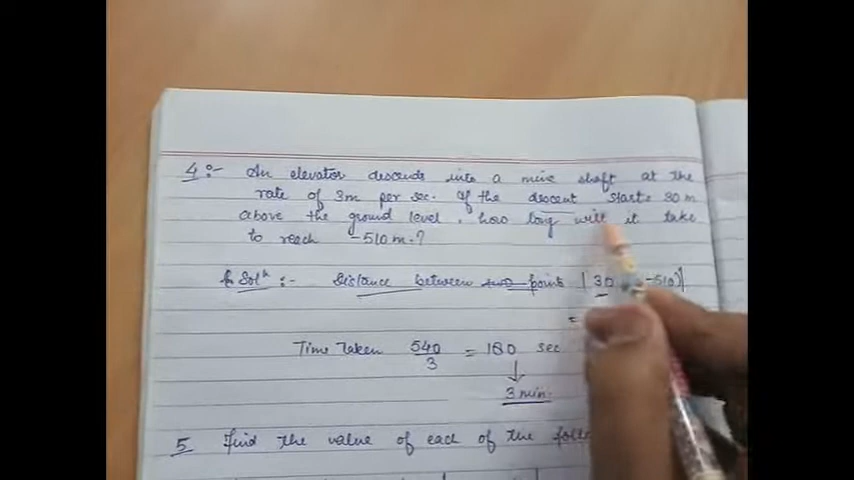 4:- An elevator descends into a mine shaft at the
rate of 3m per sec. If the descent starts 30 m
above the ground level, how long will it take
to reach -510 m.?
Solⁿ :- Distance between two points |30 -510)|
=
Time Taken 540/3 = 180 sec
↓
3 min.
5 Find the value of each of the